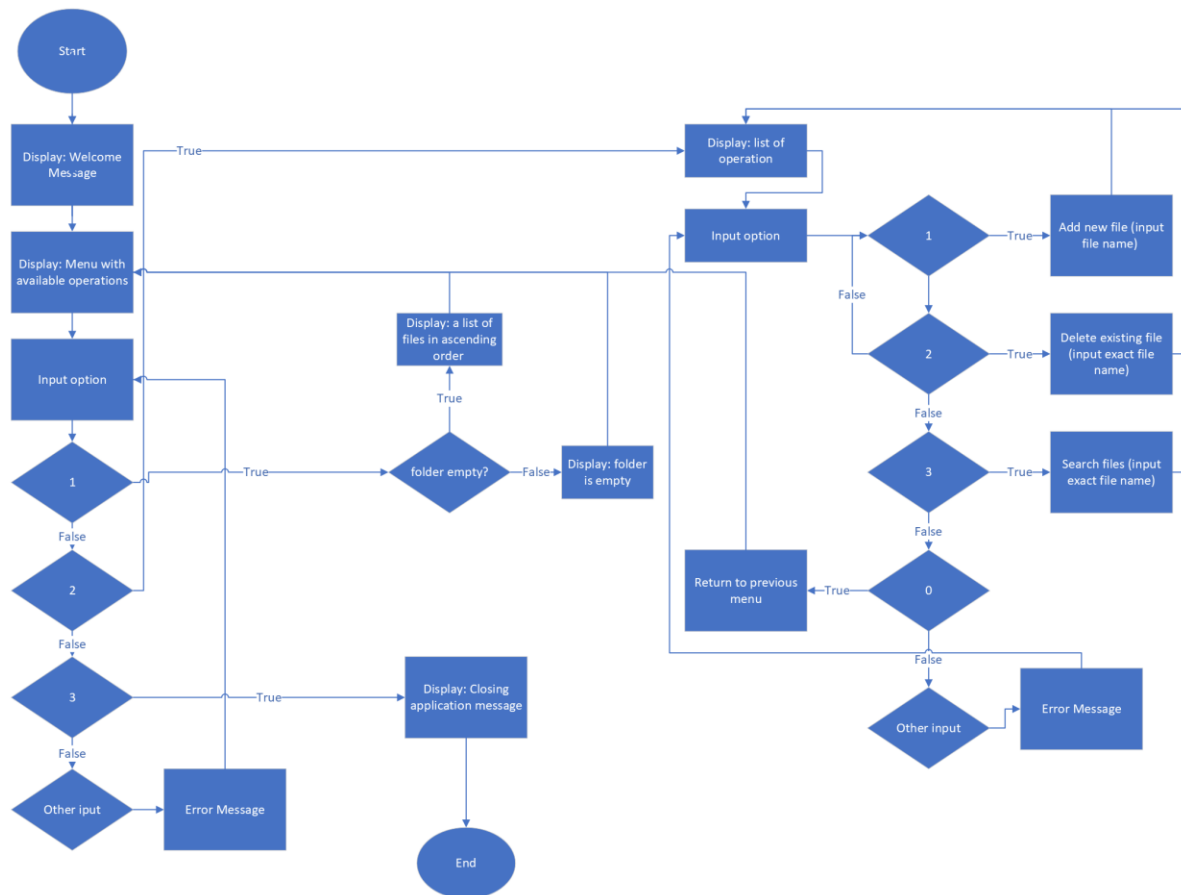 Start
Display: Welcome
Message
Display: Menu with
available operations
Input option
1
True
False
2
True
False
3
True
False
Other iput
Error Message
folder empty?
True
False
Display: a list of
files in ascending
order
Display: folder
is empty
Display: Closing
application message
End
Display: list of
operation
Input option
1
True
False
Add new file (input
file name)
2
True
False
Delete existing file
(input exact file
name)
3
True
False
Search files (input
exact file name)
0
True
False
Return to previous
menu
Other input
Error Message